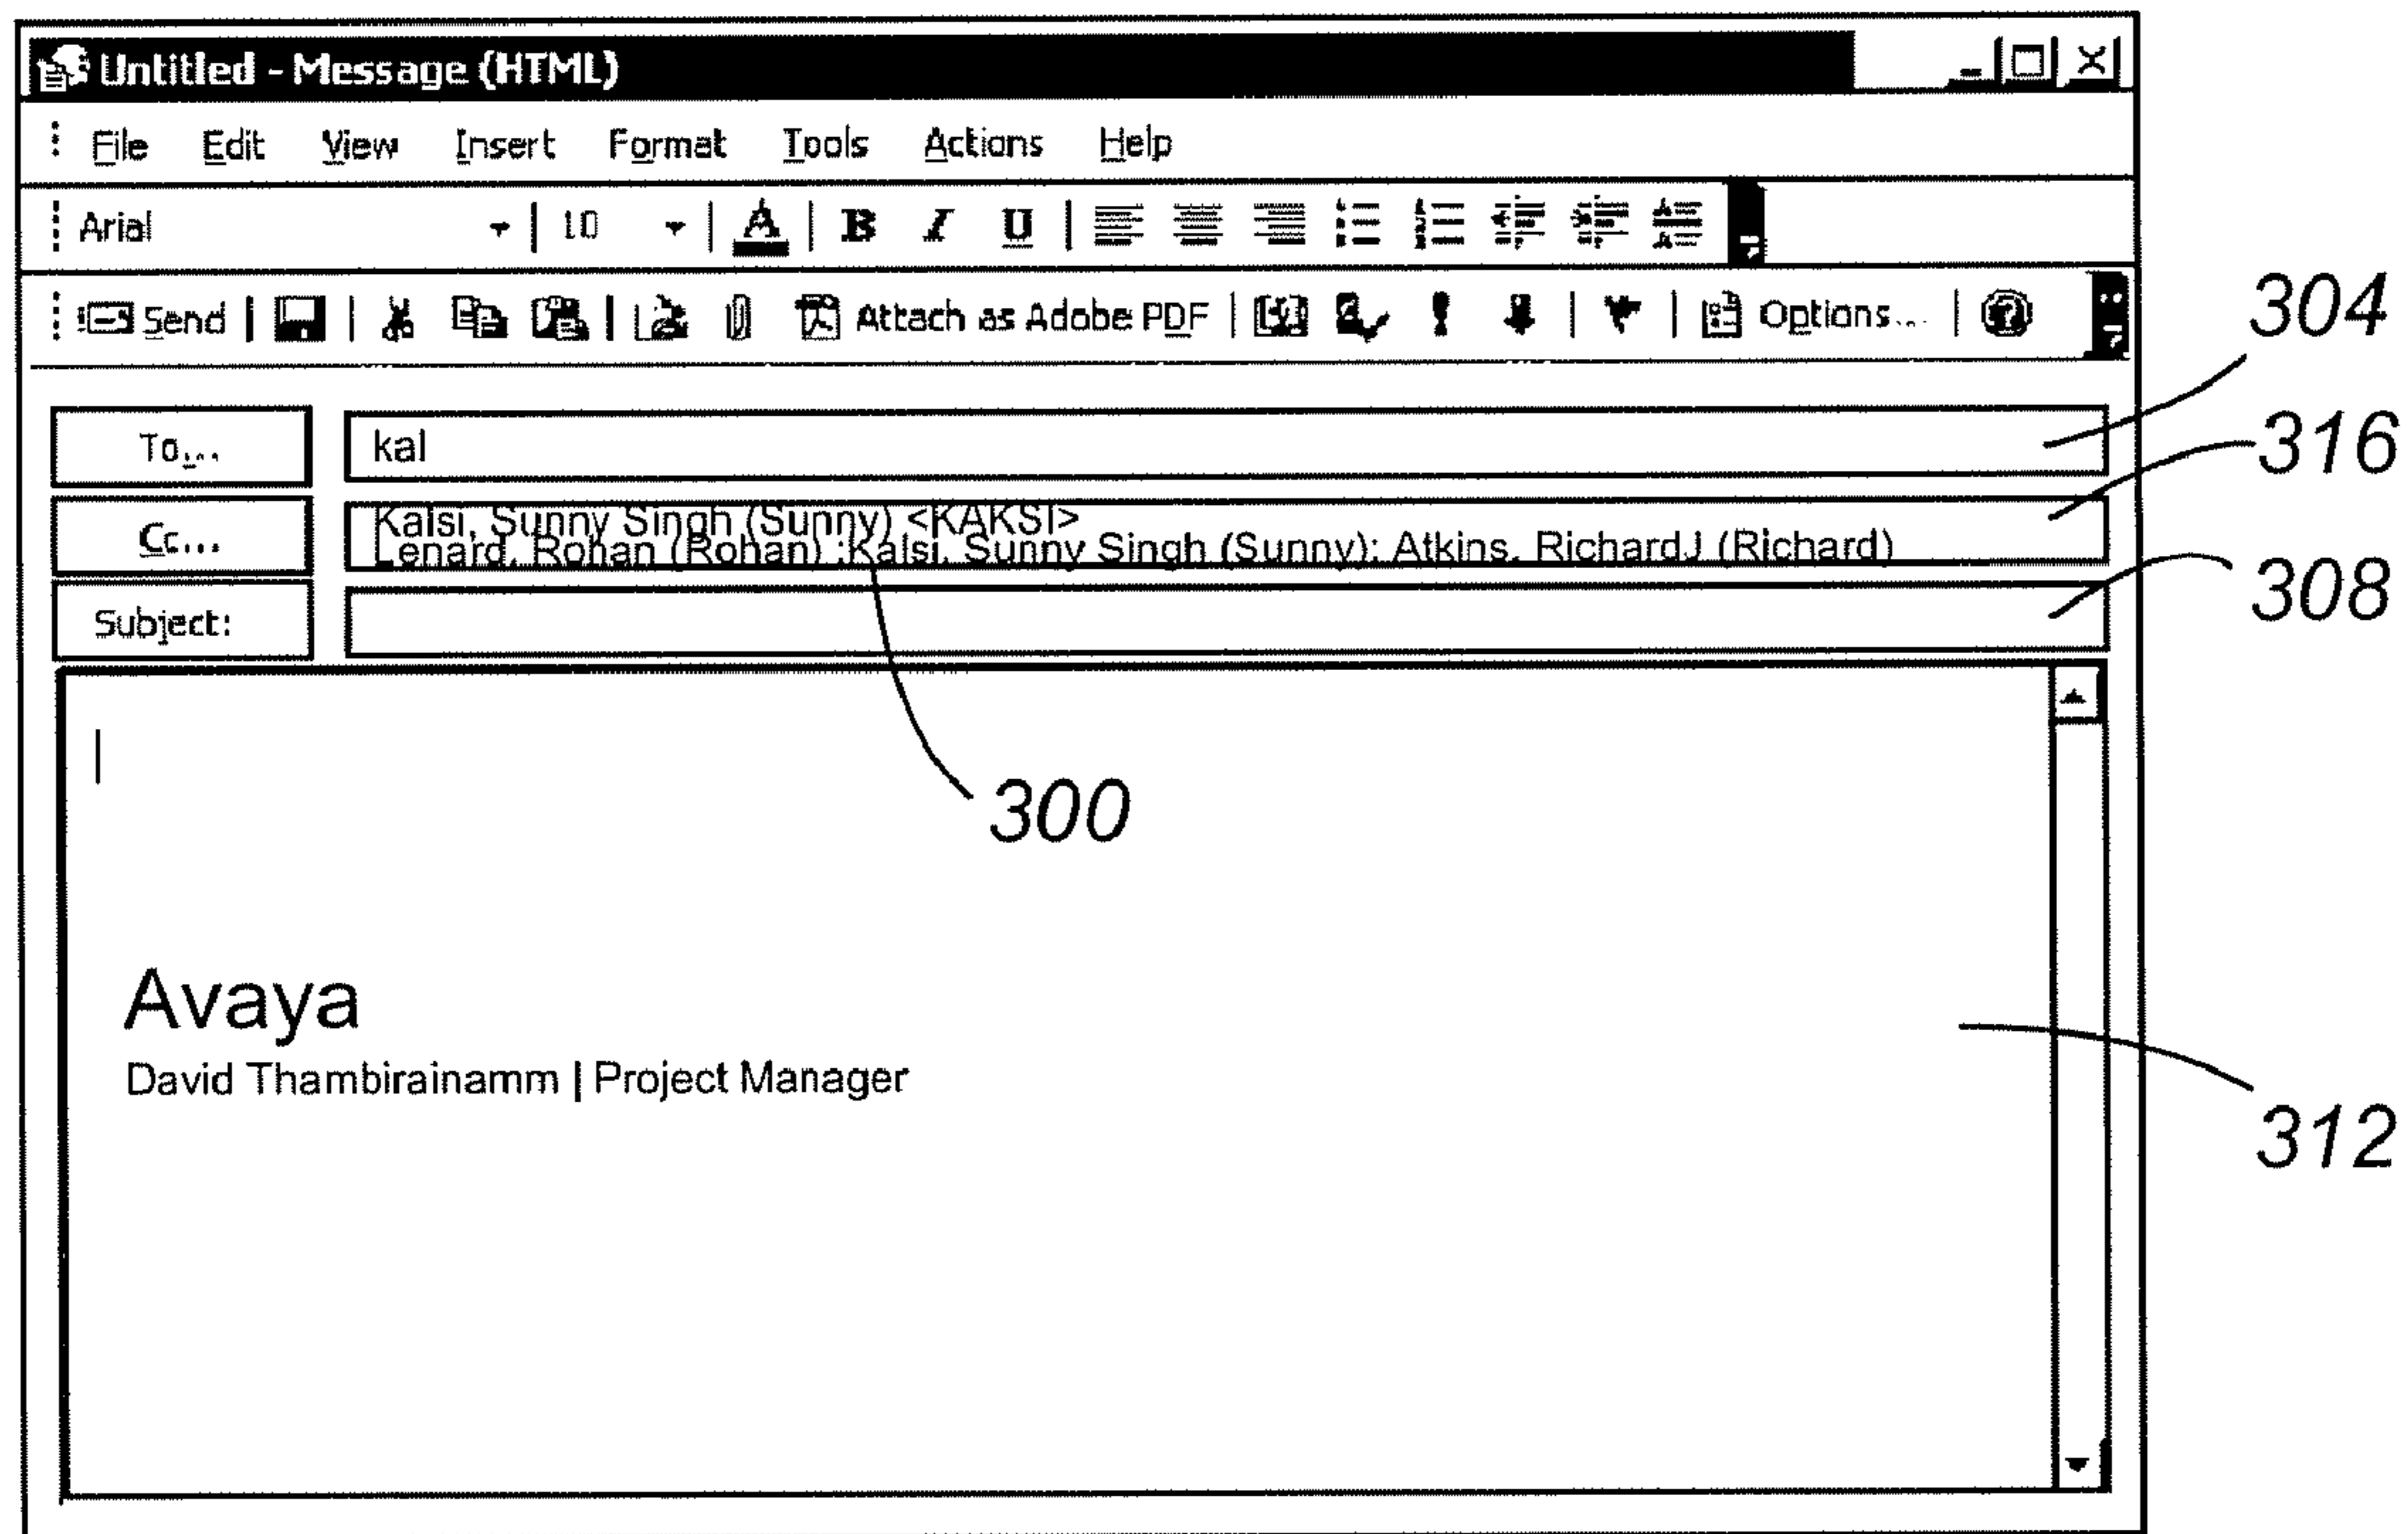 Untitled - Message (HTML)
File Edit View Insert Format Tools Actions Help
Arial 10 A B I U
Send Attach as Adobe PDF Options...
304
To... kal
316
Cc... Kalsi, Sunny Singh (Sunny) <KAKSI>
Lenard, Rohan (Rohan) ;Kalsi, Sunny Singh (Sunny); Atkins, RichardJ (Richard)
308
Subject:
300
Avaya
David Thambirainamm | Project Manager
312